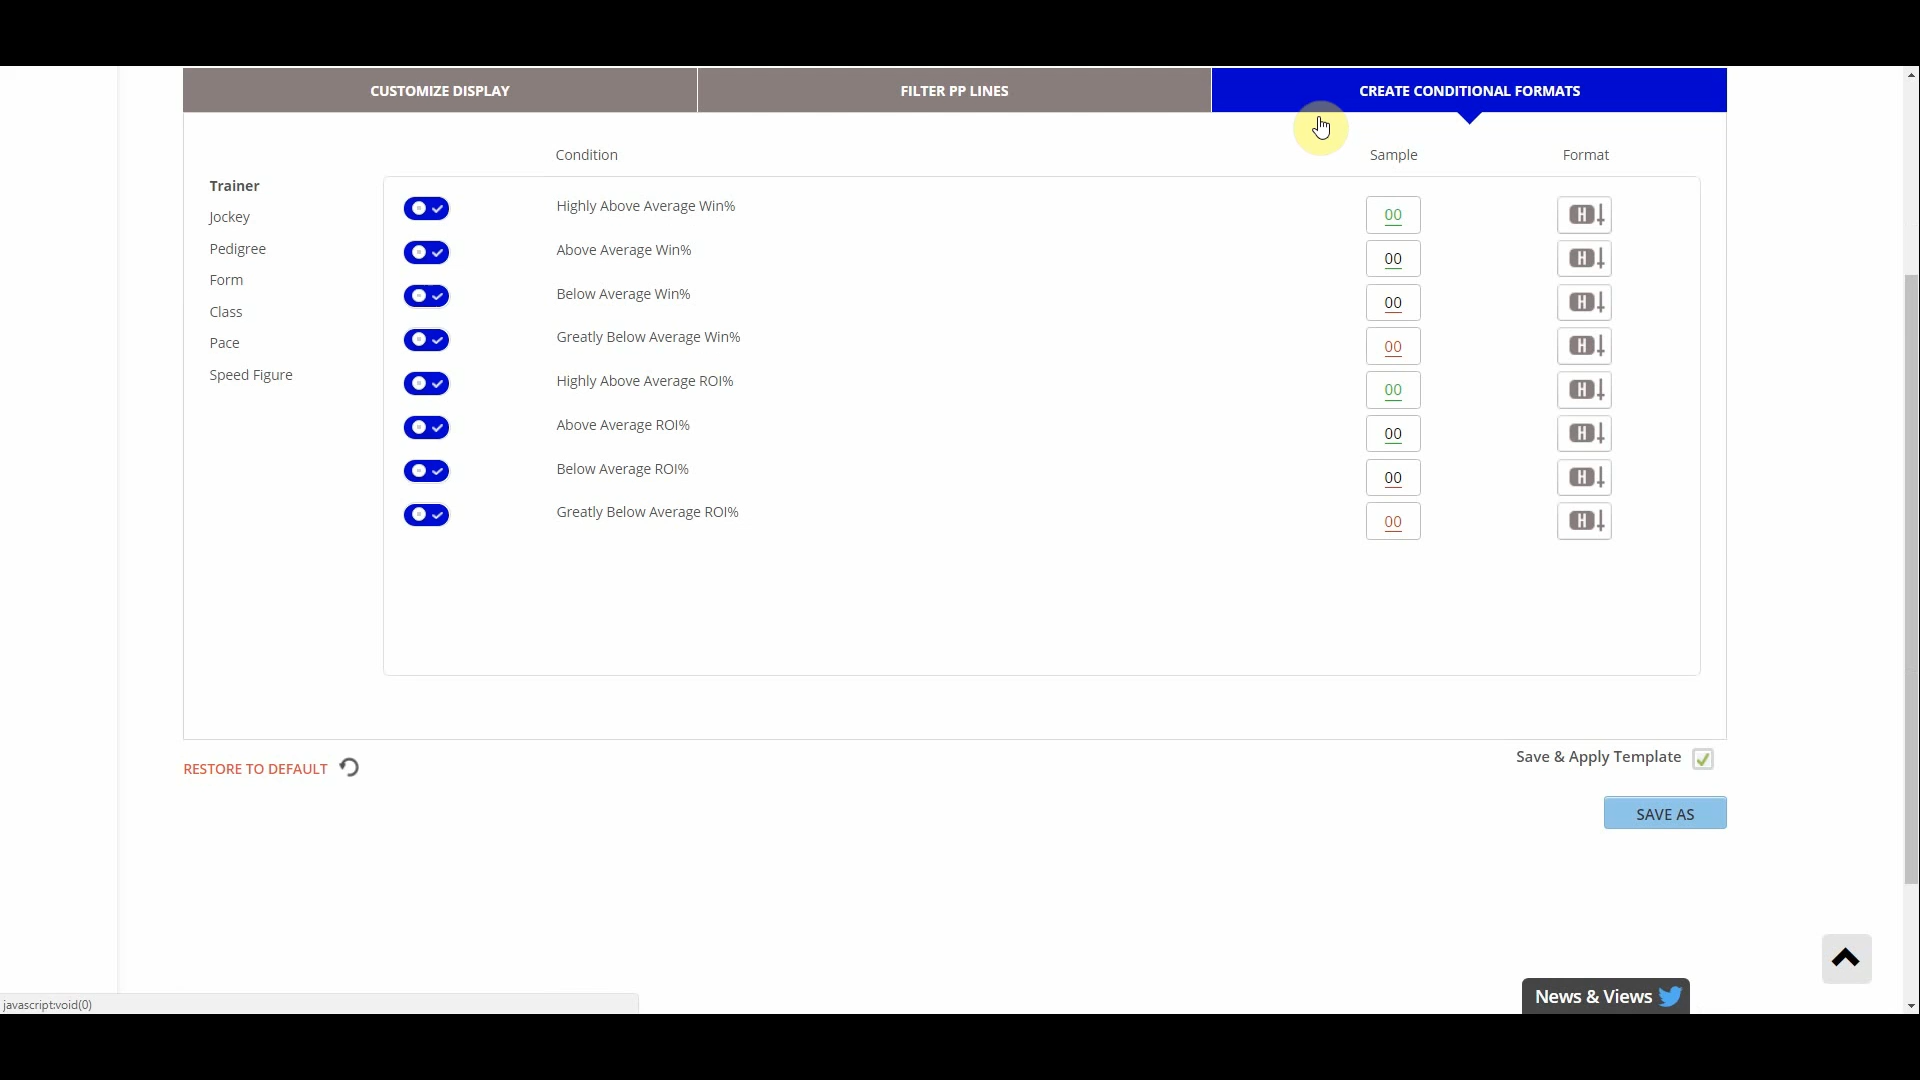 CUSTOMIZE DISPLAY FILTER PP LINES CREATE CONDITIONAL FORMATS
Condition Sample Format
Trainer
Jockey
Pedigree
Form
Class
Pace
Speed Figure
Highly Above Average Win% 00 H
Above Average Win% 00 H
Below Average Win% 00 H
Greatly Below Average Win% 00 H
Highly Above Average ROI% 00 H
Above Average ROI% 00 H
Below Average ROI% 00 H
Greatly Below Average ROI% 00 H
RESTORE TO DEFAULT
Save & Apply Template
SAVE AS
News & Views
javascript:void(0)